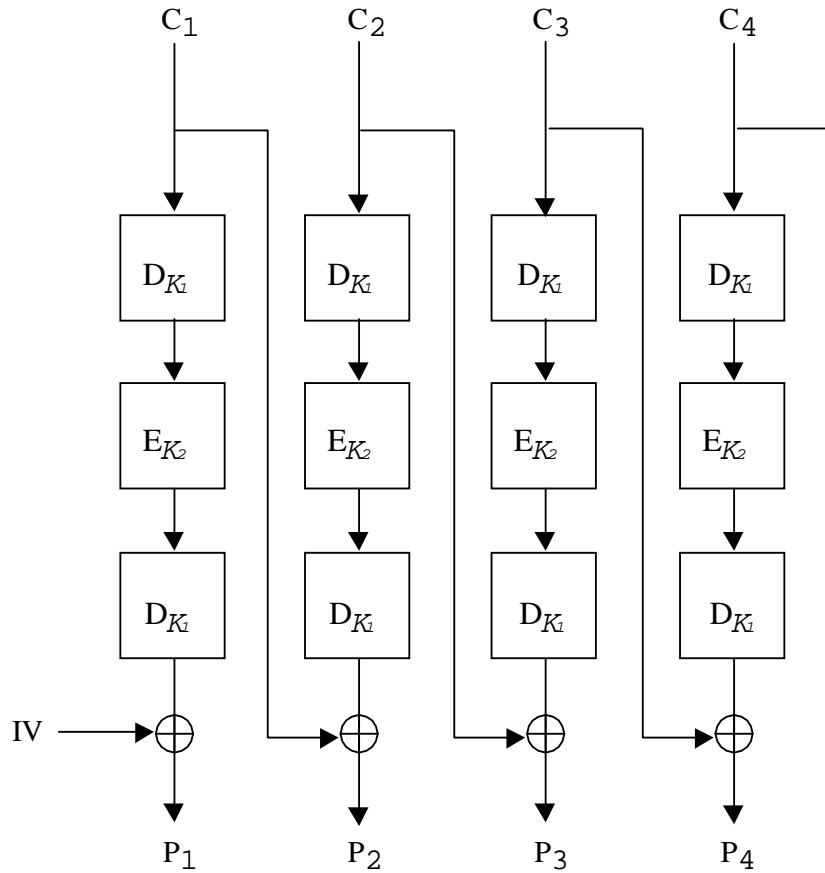 C1 C2 C3 C4
DK1 DK1 DK1 DK1
EK2 EK2 EK2 EK2
DK1 DK1 DK1 DK1
IV
P1 P2 P3 P4